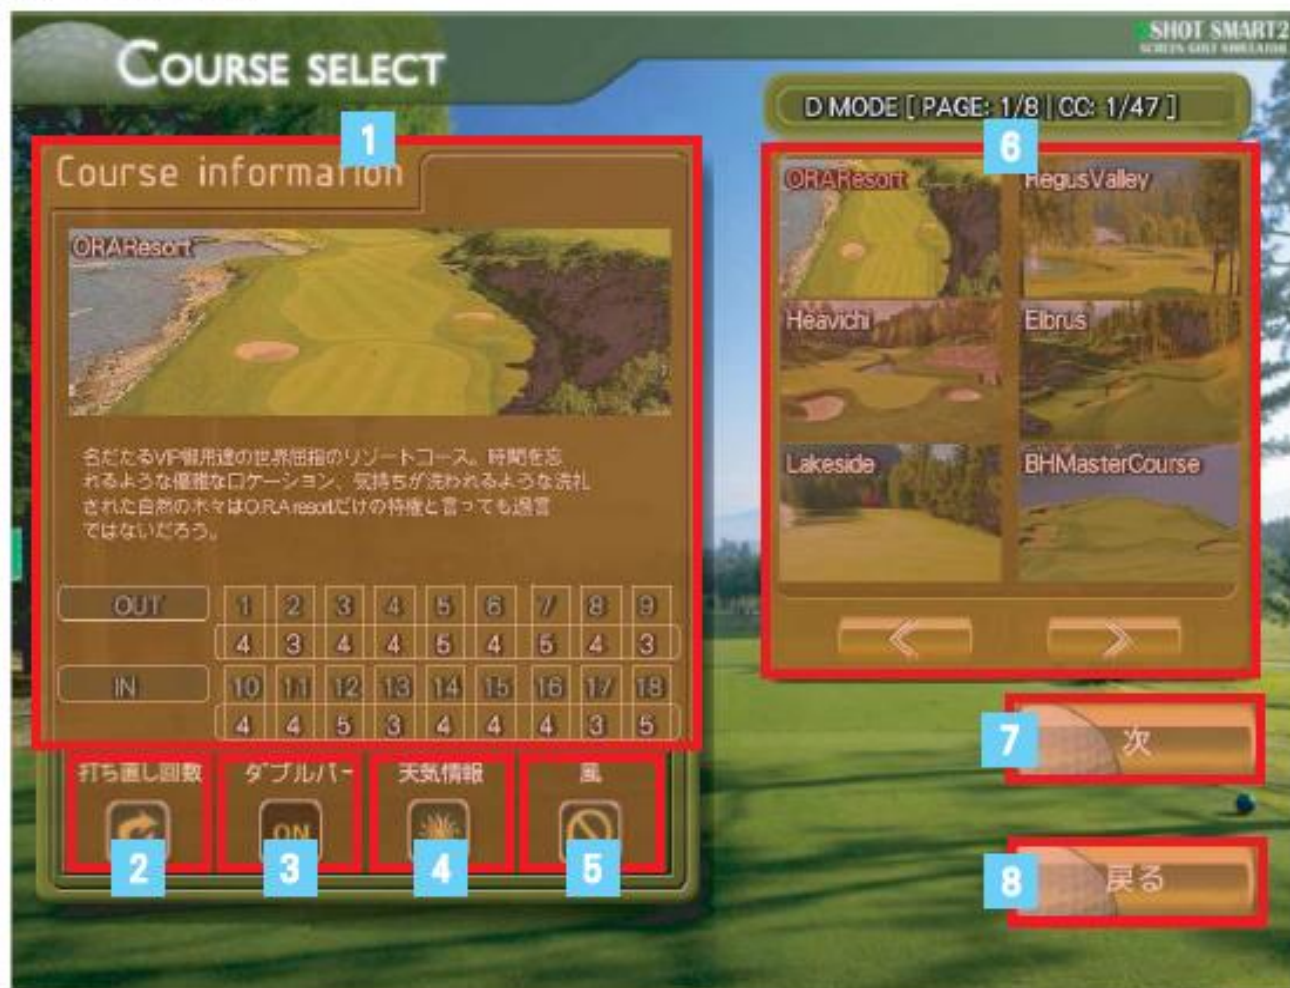 COURSE SELECT
SHOT SMART2
SCREEN GOLF SIMULATOR
D MODE [ PAGE: 1/8 | CC: 1/47 ]
1
Course information
ORAResort
名だたるVIP御用達の世界屈指のリゾートコース。時間を忘
れるような優雅なロケーション、気持ちが洗われるような洗礼
された自然の木々はO.R.A resortだけの特権と言っても過言
ではないだろう。
OUT 1 2 3 4 5 6 7 8 9
4 3 4 4 5 4 5 4 3
IN 10 11 12 13 14 15 16 17 18
4 4 5 3 4 4 4 3 5
打ち直し回数 ダブルパー 天気情報 風
ON
2 3 4 5
6
ORAResort RegusValley
Heavichi Elbrus
Lakeside BHMasterCourse
7 次
8 戻る